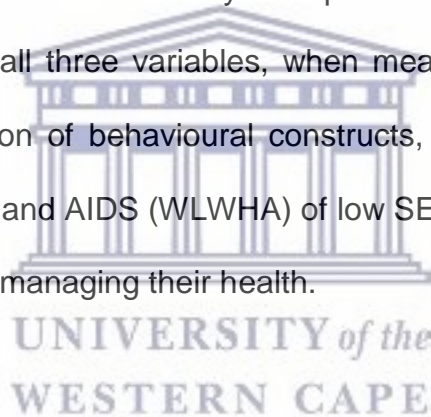 all three variables, when mea
on of behavioural constructs,
and AIDS (WLWHA) of low SE
managing their health.
UNIVERSITY of the
WESTERN CAPE